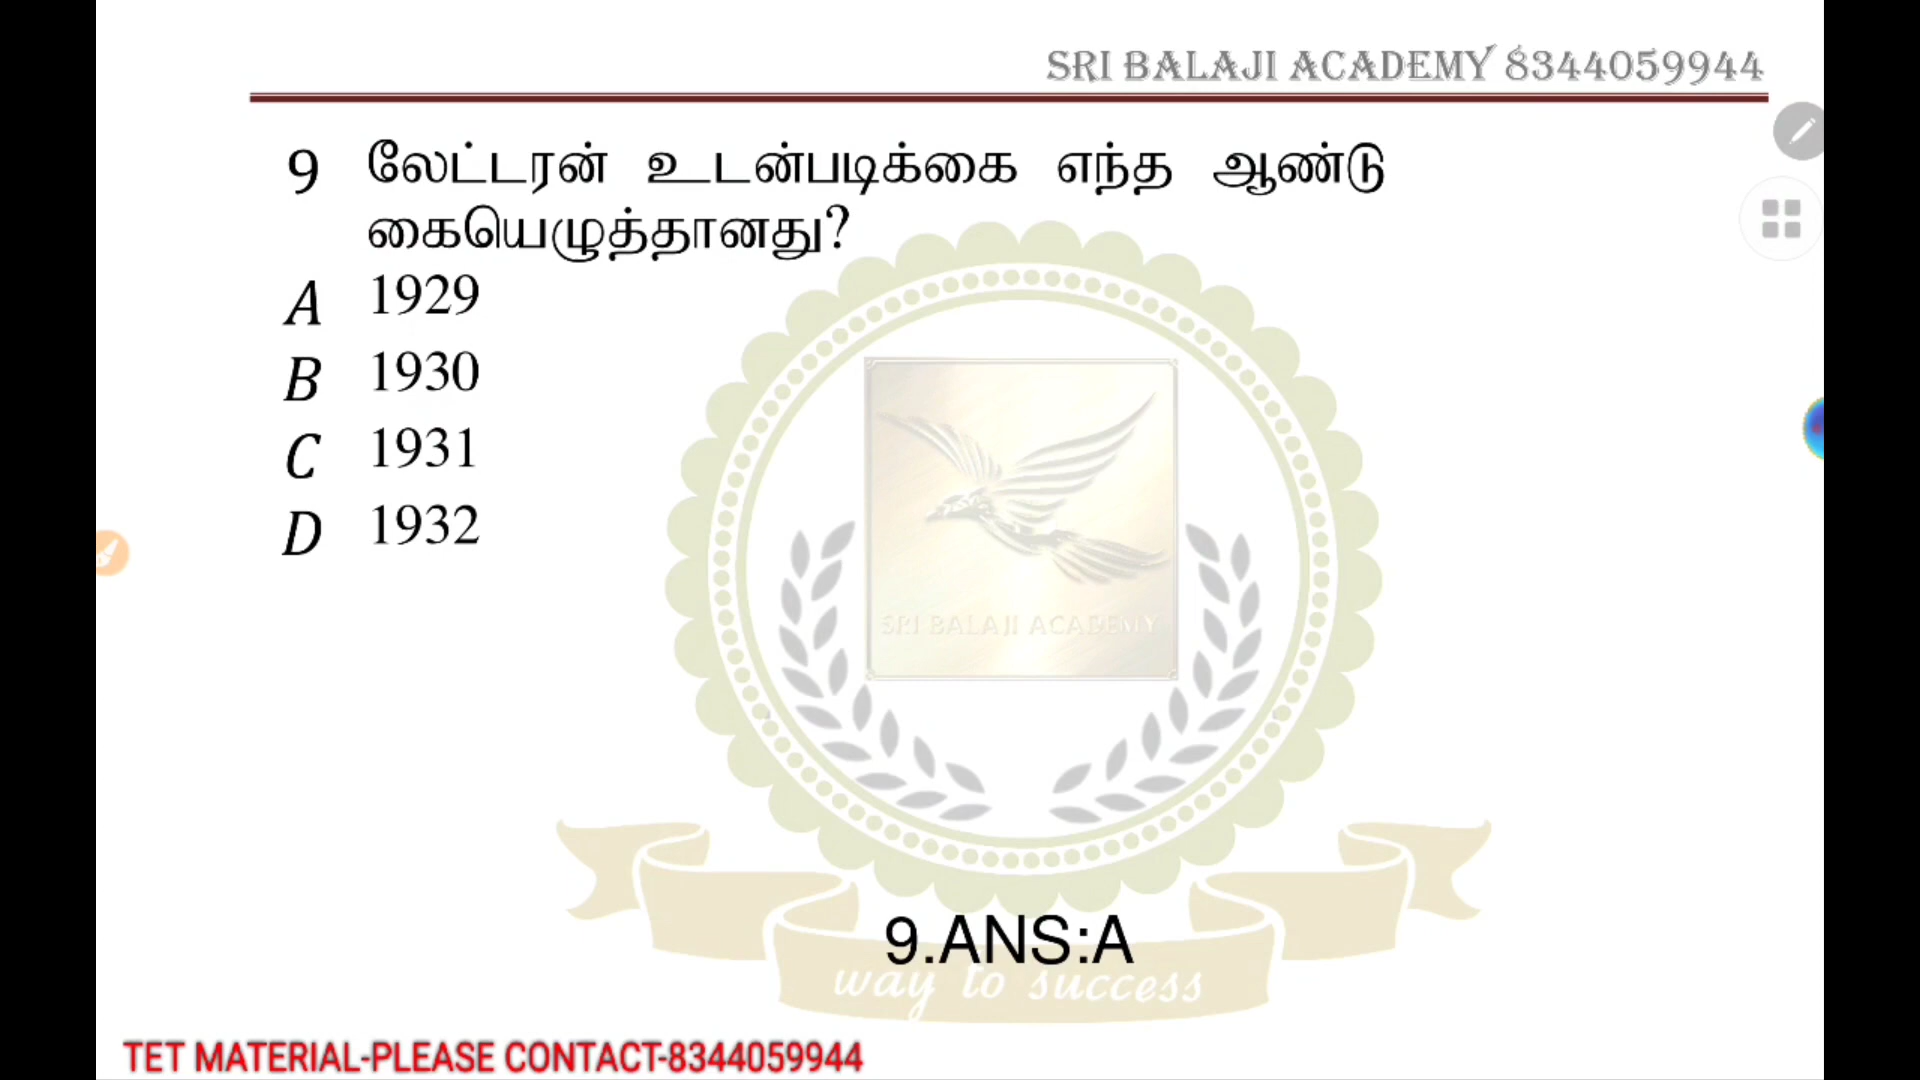 SRI BALAJI ACADEMY 8344059944
9 லேட்டரன் உடன்படிக்கை எந்த ஆண்டு
கையெழுத்தானது?
A 1929
B 1930
C 1931
D 1932
SRI BALAJI ACADEMY
9.ANS:A
way to success
TET MATERIAL-PLEASE CONTACT-8344059944